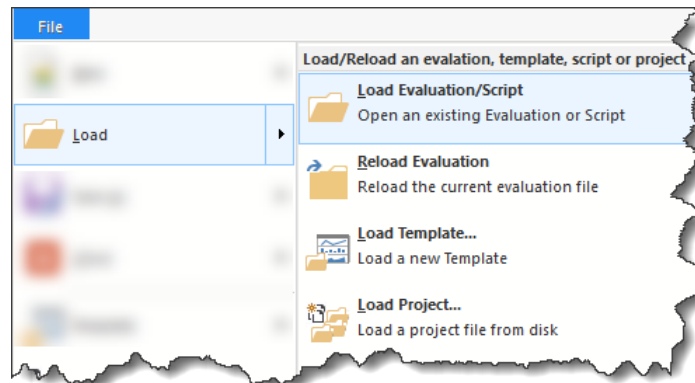 File
Load/Reload an evalation, template, script or project
Load Evaluation/Script
Open an existing Evaluation or Script
Load
Reload Evaluation
Reload the current evaluation file
Load Template...
Load a new Template
Load Project...
Load a project file from disk